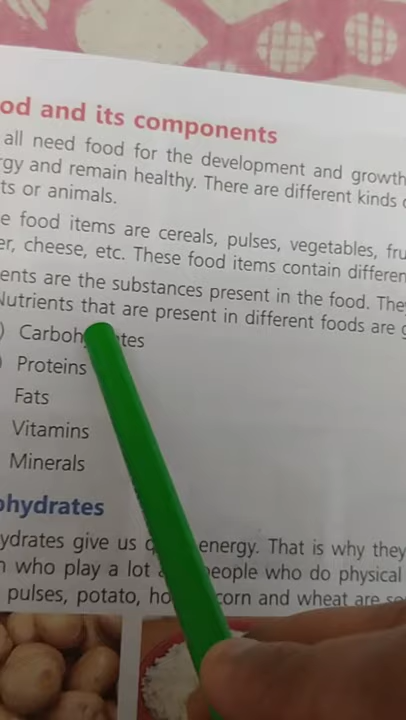 od and its components
all need food for the development and growth
rgy and remain healthy. There are different kinds
ts or animals.
e food items are cereals, pulses, vegetables, fru
er, cheese, etc. These food items contain differen
ents are the substances present in the food. The
Nutrients that are present in different foods are g
) Carboh tes
) Proteins
Fats
Vitamins
Minerals
ohydrates
ydrates give us q energy. That is why they
n who play a lot a people who do physical
pulses, potato, ho corn and wheat are so